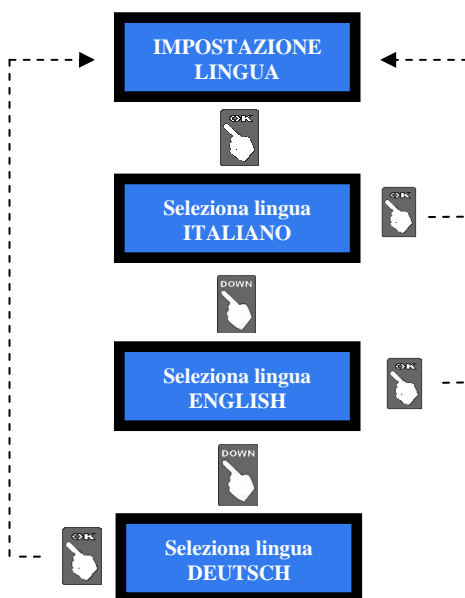 IMPOSTAZIONE
LINGUA
OK
Seleziona lingua
ITALIANO
OK
DOWN
Seleziona lingua
ENGLISH
OK
DOWN
Seleziona lingua
DEUTSCH
OK